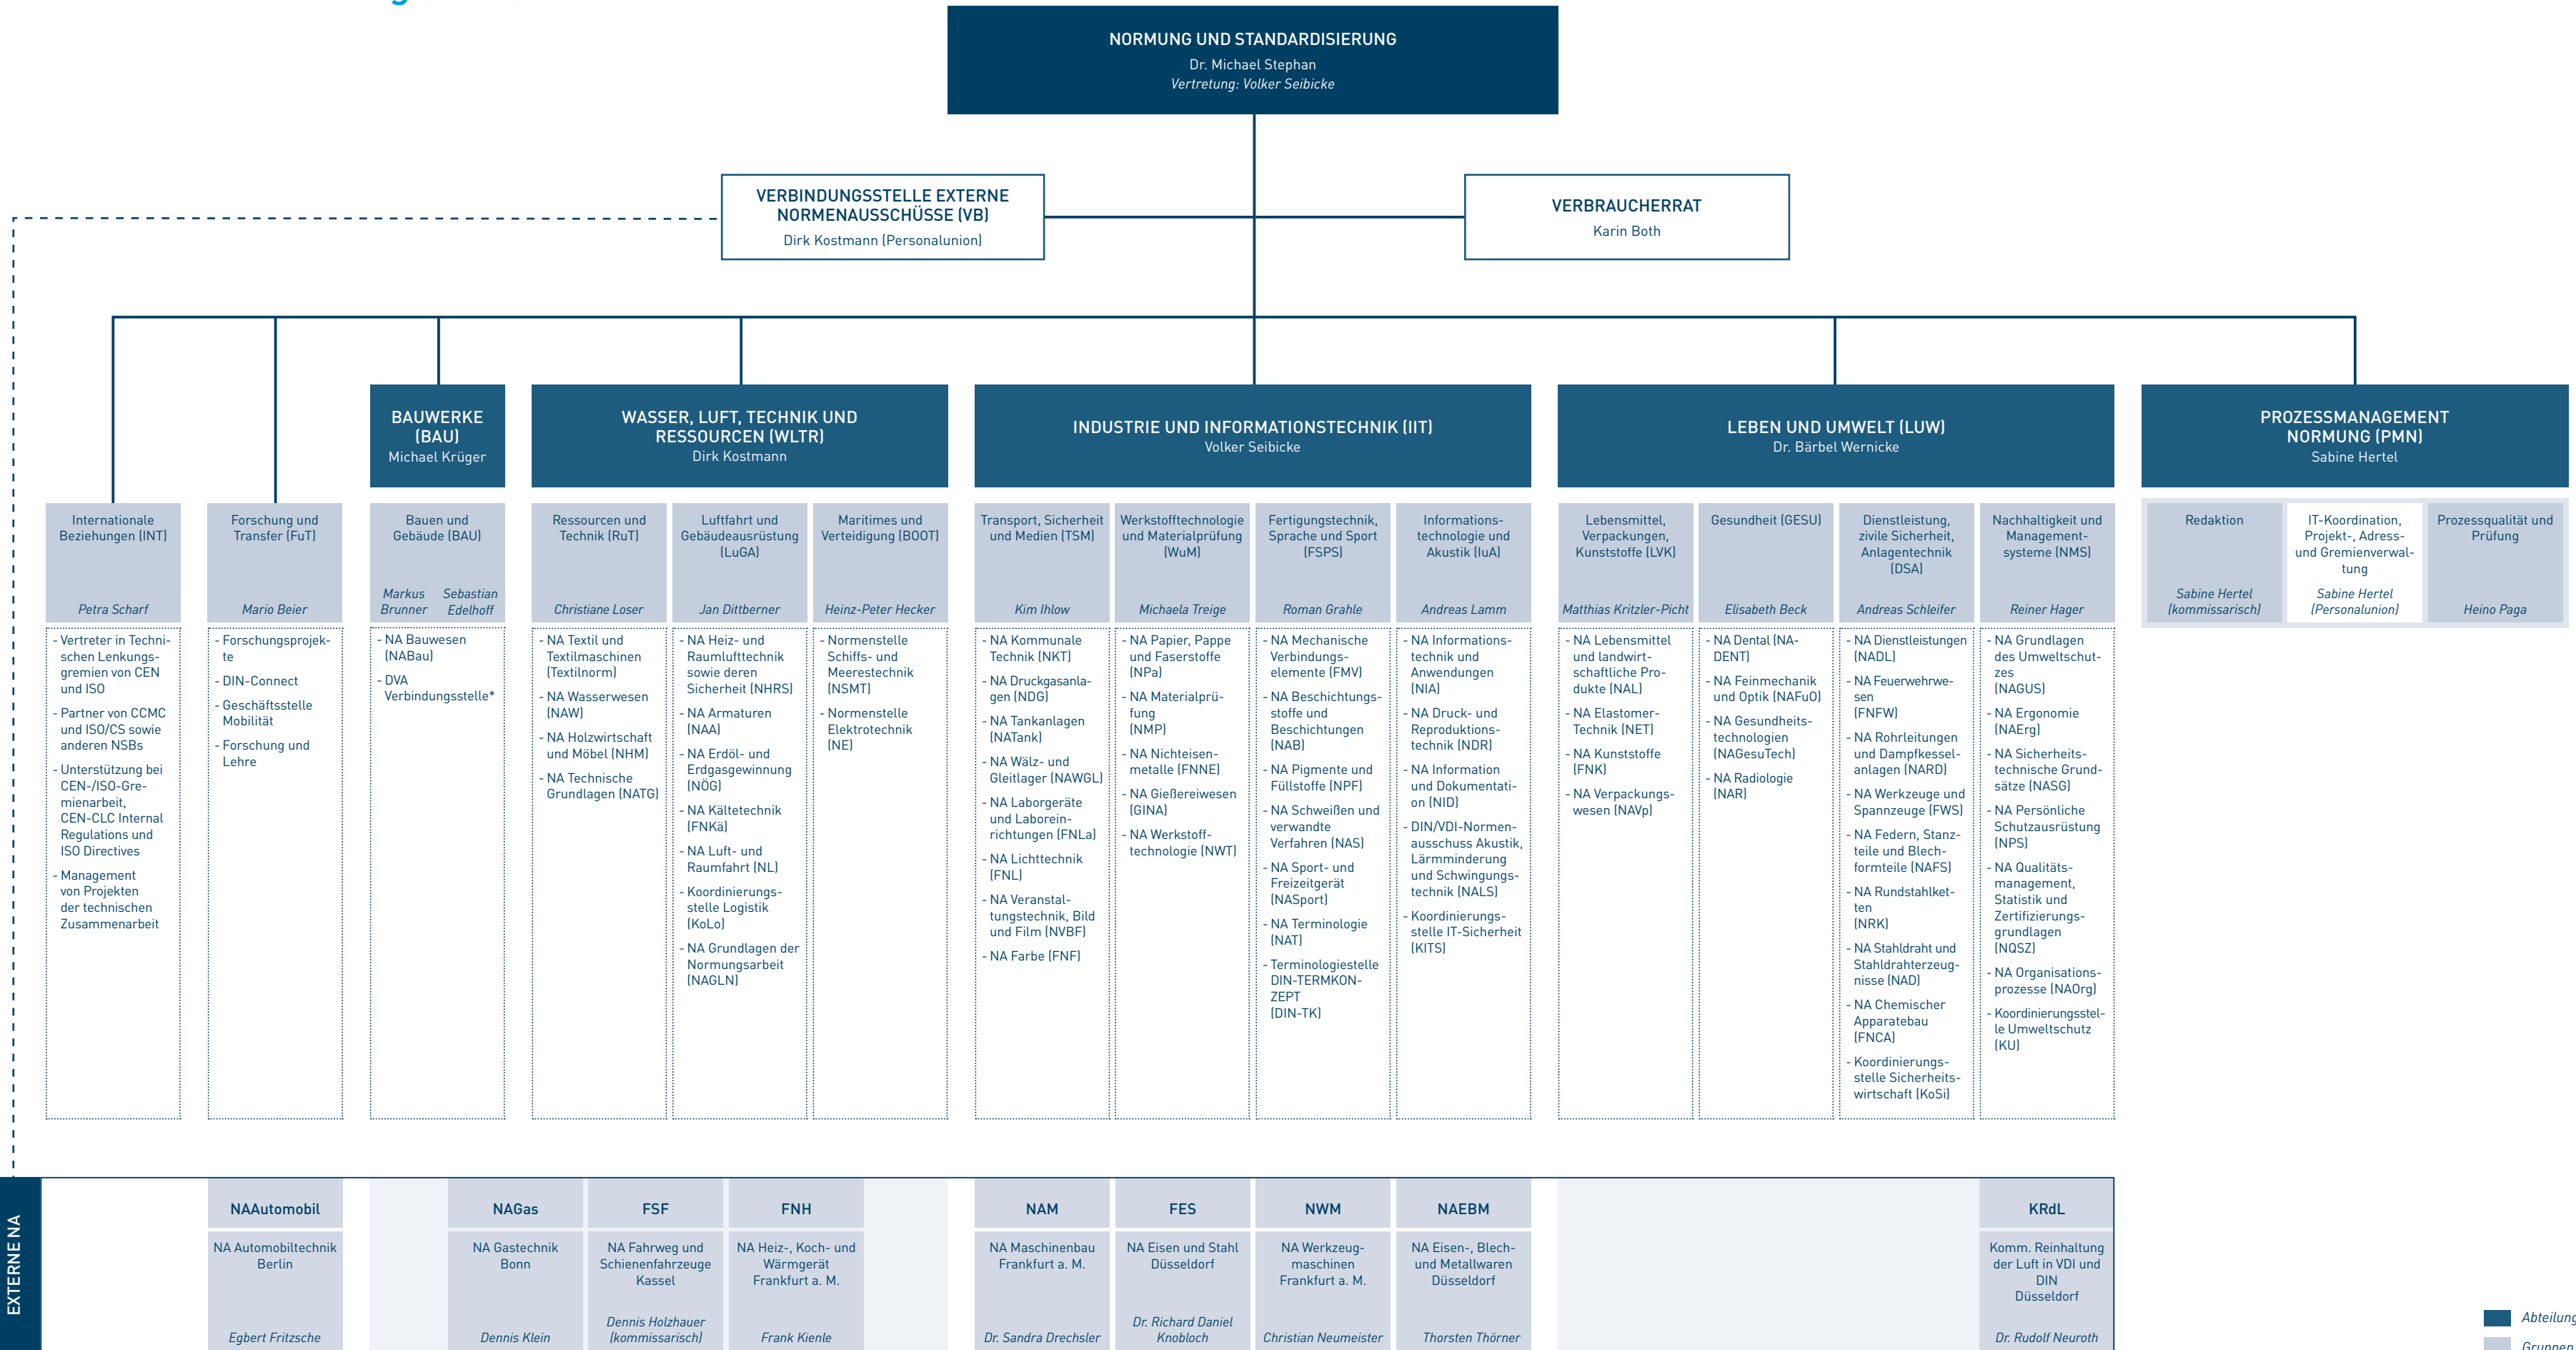 NORMUNG UND STANDARDISIERUNG
Dr. Michael Stephan
Vertretung: Volker Seibicke
VERBINDUNGSSTELLE EXTERNE
NORMENAUSSCHÜSSE (VB)
Dirk Kostmann (Personalunion)
VERBRAUCHERRAT
Karin Both
BAUWERKE
(BAU)
Michael Krüger
WASSER, LUFT, TECHNIK UND
RESSOURCEN (WLTR)
Dirk Kostmann
INDUSTRIE UND INFORMATIONSTECHNIK (IIT)
Volker Seibicke
LEBEN UND UMWELT (LUW)
Dr. Bärbel Wernicke
PROZESSMANAGEMENT
NORMUNG (PMN)
Sabine Hertel
Internationale
Beziehungen (INT)
Petra Scharf
- Vertreter in Techni-
schen Lenkungs-
gremien von CEN
und ISO
- Partner von CCMC
und ISO/CS sowie
anderen NSBs
- Unterstützung bei
CEN-/ISO-Gre-
mienarbeit,
CEN-CLC Internal
Regulations und
ISO Directives
- Management
von Projekten
der technischen
Zusammenarbeit
Forschung und
Transfer (FuT)
Mario Beier
- Forschungsprojek-
te
- DIN-Connect
- Geschäftsstelle
Mobilität
- Forschung und
Lehre
Bauen und
Gebäude (BAU)
Markus
Brunner
Sebastian
Edelhoff
- NA Bauwesen
(NABau)
- DVA
Verbindungsstelle*
Ressourcen und
Technik (RuT)
Christiane Loser
- NA Textil und
Textilmaschinen
(Textilnorm)
- NA Wasserwesen
(NAW)
- NA Holzwirtschaft
und Möbel (NHM)
- NA Technische
Grundlagen (NATG)
Luftfahrt und
Gebäudeausrüstung
(LuGA)
Jan Dittberner
- NA Heiz- und
Raumlufttechnik
sowie deren
Sicherheit (NHRS)
- NA Armaturen
(NAA)
- NA Erdöl- und
Erdgasgewinnung
(NÖG)
- NA Kältetechnik
(FNKä)
- NA Luft- und
Raumfahrt (NL)
- Koordinierungs-
stelle Logistik
(KoLo)
- NA Grundlagen der
Normungsarbeit
(NAGLN)
Maritimes und
Verteidigung (BOOT)
Heinz-Peter Hecker
- Normenstelle
Schiffs- und
Meerestechnik
(NSMT)
- Normenstelle
Elektrotechnik
(NE)
Transport, Sicherheit
und Medien (TSM)
Kim Ihlow
- NA Kommunale
Technik (NKT)
- NA Druckgasanla-
gen (NDG)
- NA Tankanlagen
(NATank)
- NA Wälz- und
Gleitlager (NAWGL)
- NA Laborgeräte
und Laborein-
richtungen (FNLa)
- NA Lichttechnik
(FNL)
- NA Veranstal-
tungstechnik, Bild
und Film (NVBF)
- NA Farbe (FNF)
Werkstofftechnologie
und Materialprüfung
(WuM)
Michaela Treige
- NA Papier, Pappe
und Faserstoffe
(NPa)
- NA Materialprü-
fung
(NMP)
- NA Nichteisen-
metalle (FNNE)
- NA Gießereiwesen
(GINA)
- NA Werkstoff-
technologie (NWT)
Fertigungstechnik,
Sprache und Sport
(FSPS)
Roman Grahle
- NA Mechanische
Verbindungs-
elemente (FMV)
- NA Beschichtungs-
stoffe und
Beschichtungen
(NAB)
- NA Pigmente und
Füllstoffe (NPF)
- NA Schweißen und
verwandte
Verfahren (NAS)
- NA Sport- und
Freizeitgerät
(NASport)
- NA Terminologie
(NAT)
- Terminologiestelle
DIN-TERMKON-
ZEPT
(DIN-TK)
Informations-
technologie und
Akustik (IuA)
Andreas Lamm
- NA Informations-
technik und
Anwendungen
(NIA)
- NA Druck- und
Reproduktions-
technik (NDR)
- NA Information
und Dokumentati-
on (NID)
- DIN/VDI-Normen-
ausschuss Akustik,
Lärmminderung
und Schwingungs-
technik (NALS)
- Koordinierungs-
stelle IT-Sicherheit
(KITS)
Lebensmittel,
Verpackungen,
Kunststoffe (LVK)
Matthias Kritzler-Picht
- NA Lebensmittel
und landwirt-
schaftliche Pro-
dukte (NAL)
- NA Elastomer-
Technik (NET)
- NA Kunststoffe
(FNK)
- NA Verpackungs-
wesen (NAVp)
Gesundheit (GESU)
Elisabeth Beck
- NA Dental (NA-
DENT)
- NA Feinmechanik
und Optik (NAFuO)
- NA Gesundheits-
technologien
(NAGesuTech)
- NA Radiologie
(NAR)
Dienstleistung,
zivile Sicherheit,
Anlagentechnik
(DSA)
Andreas Schleifer
- NA Dienstleistungen
(NADL)
- NA Feuerwehrwe-
sen
(FNFW)
- NA Rohrleitungen
und Dampfkessel-
anlagen (NARD)
- NA Werkzeuge und
Spannzeuge (FWS)
- NA Federn, Stanz-
teile und Blech-
formteile (NAFS)
- NA Rundstahlket-
ten
(NRK)
- NA Stahldraht und
Stahldrahterzeug-
nisse (NAD)
- NA Chemischer
Apparatebau
(FNCA)
- Koordinierungs-
stelle Sicherheits-
wirtschaft (KoSi)
Nachhaltigkeit und
Management-
systeme (NMS)
Reiner Hager
- NA Grundlagen
des Umweltschut-
zes
(NAGUS)
- NA Ergonomie
(NAErg)
- NA Sicherheits-
technische Grund-
sätze (NASG)
- NA Persönliche
Schutzausrüstung
(NPS)
- NA Qualitäts-
management,
Statistik und
Zertifizierungs-
grundlagen
(NQSZ)
- NA Organisations-
prozesse (NAOrg)
- Koordinierungsstel-
le Umweltschutz
(KU)
Redaktion
Sabine Hertel
(kommissarisch)
IT-Koordination,
Projekt-, Adress-
und Gremienverwal-
tung
Sabine Hertel
(Personalunion)
Prozessqualität und
Prüfung
Heino Paga
EXTERNE NA
NAAutomobil
NA Automobiltechnik
Berlin
Egbert Fritzsche
NAGas
NA Gastechnik
Bonn
Dennis Klein
FSF
NA Fahrweg und
Schienenfahrzeuge
Kassel
Dennis Holzhauer
(kommissarisch)
FNH
NA Heiz-, Koch- und
Wärmgerät
Frankfurt a. M.
Frank Kienle
NAM
NA Maschinenbau
Frankfurt a. M.
Dr. Sandra Drechsler
FES
NA Eisen und Stahl
Düsseldorf
Dr. Richard Daniel
Knobloch
NWM
NA Werkzeug-
maschinen
Frankfurt a. M.
Christian Neumeister
NAEBM
NA Eisen-, Blech-
und Metallwaren
Düsseldorf
Thorsten Thörner
KRdL
Komm. Reinhaltung
der Luft in VDI und
DIN
Düsseldorf
Dr. Rudolf Neuroth
Abteilung
Gruppen